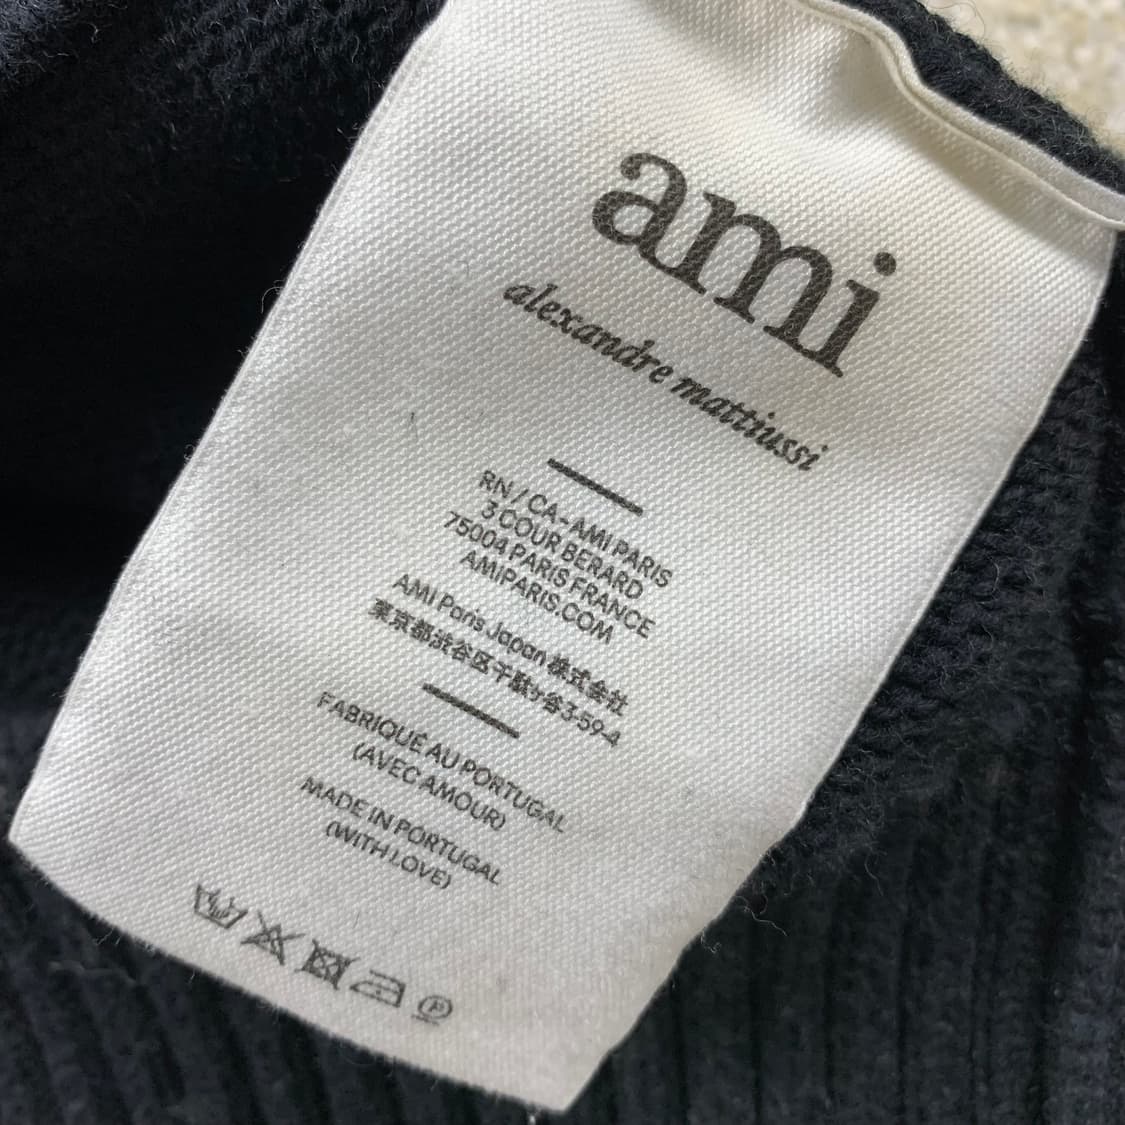 ami
alexandre mattiussi
RN / CA - AMI PARIS
3 COUR BERARD
75004 PARIS FRANCE
AMIPARIS.COM
AMI Paris Japan 株式会社
東京都渋谷区千駄ヶ谷3-59-4
FABRIQUÉ AU PORTUGAL
(AVEC AMOUR)
MADE IN PORTUGAL
(WITH LOVE)
P